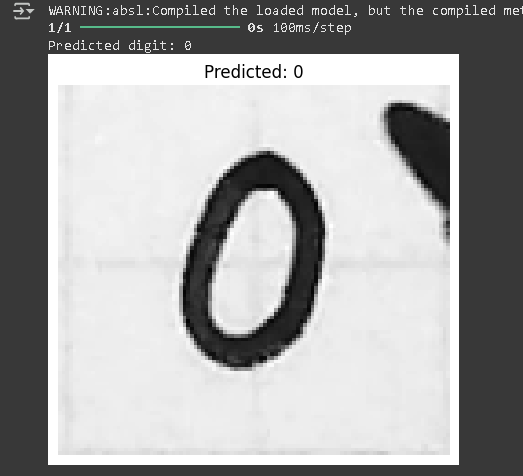 WARNING:absl:Compiled the loaded model, but the compiled met
1/1 ━━━━━━━━━━━━━━━━━━━━ 0s 100ms/step
Predicted digit: 0
Predicted: 0
0